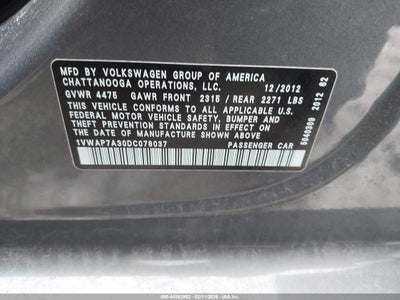 MFD BY VOLKSWAGEN GROUP OF AMERICA
CHATTANOOGA OPERATIONS, LLC. 12/2012
GVWR 4475 GAWR FRONT 2315 / REAR 2271 LBS
THIS VEHICLE CONFORMS TO ALL APPLICABLE U.S.
FEDERAL MOTOR VEHICLE SAFETY, BUMPER AND
THEFT PREVENTION STANDARDS IN EFFECT ON THE
DATE OF MANUFACTURE SHOWN ABOVE.
1VWAP7A30DC078037 PASSENGER CAR
2012 62